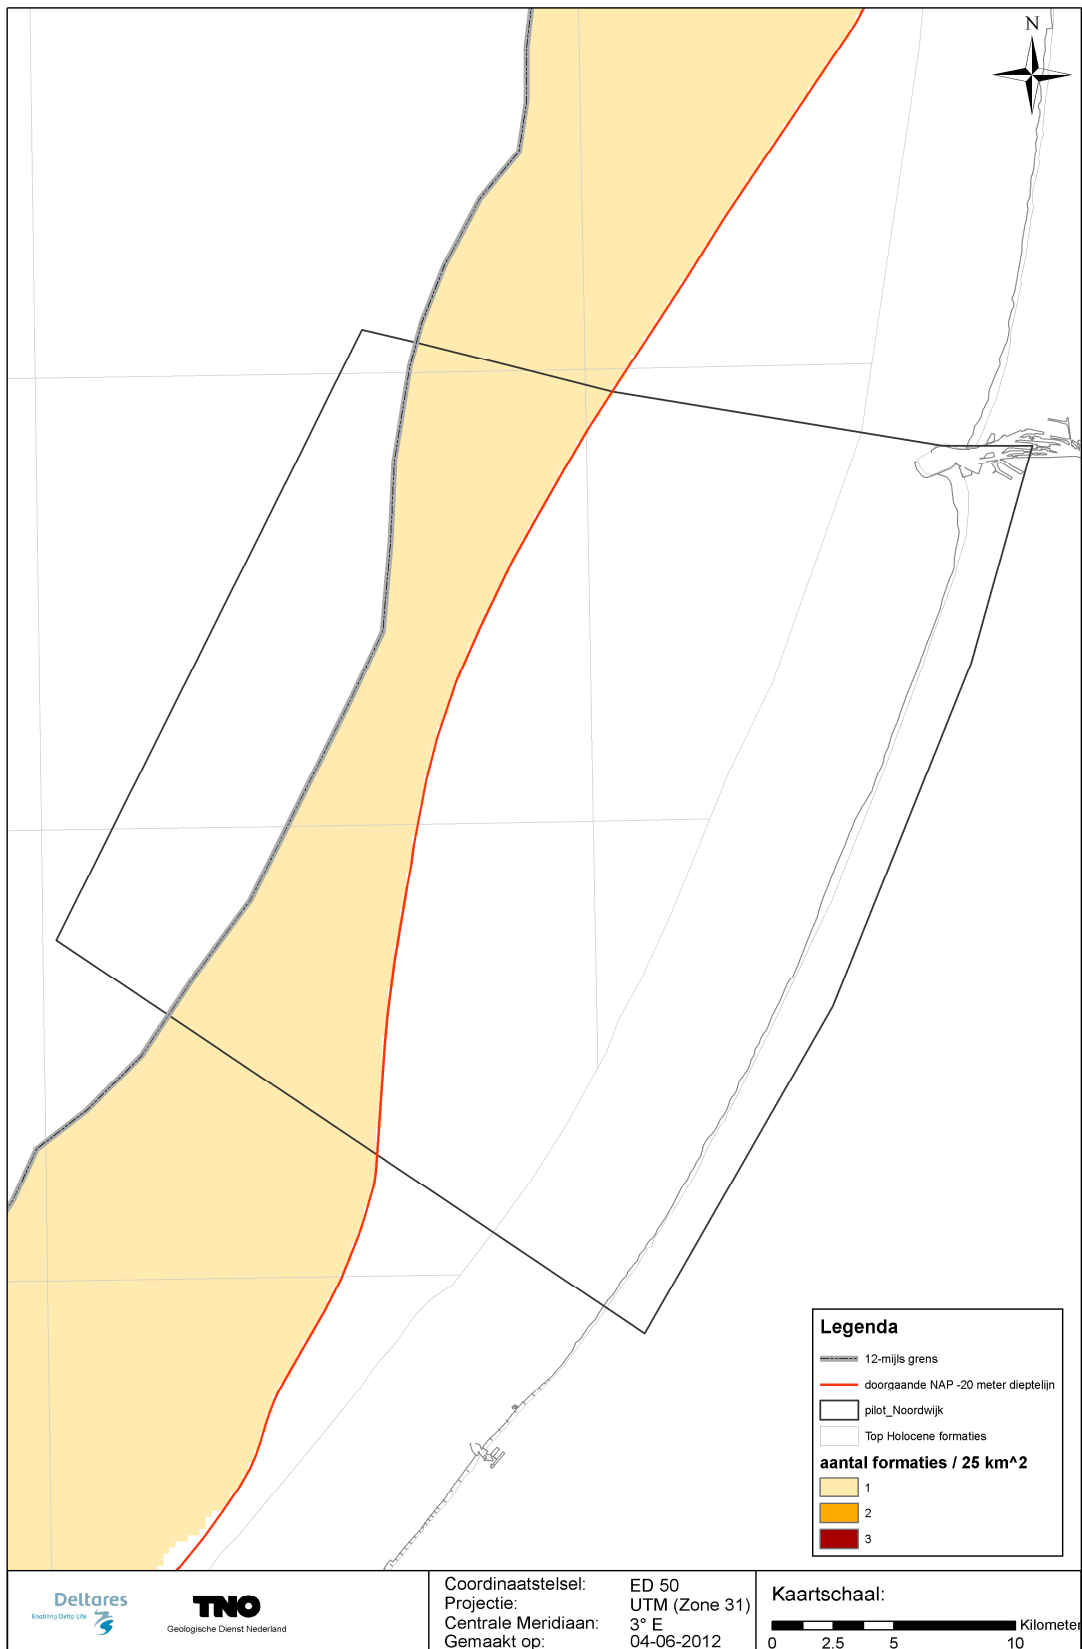 N
Legenda
12-mijls grens
doorgaande NAP -20 meter dieptelijn
pilot_Noordwijk
Top Holocene formaties
aantal formaties / 25 km^2
1
2
3
Deltares
Enabling Delta Life
TNO
Geologische Dienst Nederland
Coordinaatstelsel: ED 50
Projectie: UTM (Zone 31)
Centrale Meridiaan: 3° E
Gemaakt op: 04-06-2012
Kaartschaal:
Kilometer
0 2.5 5 10